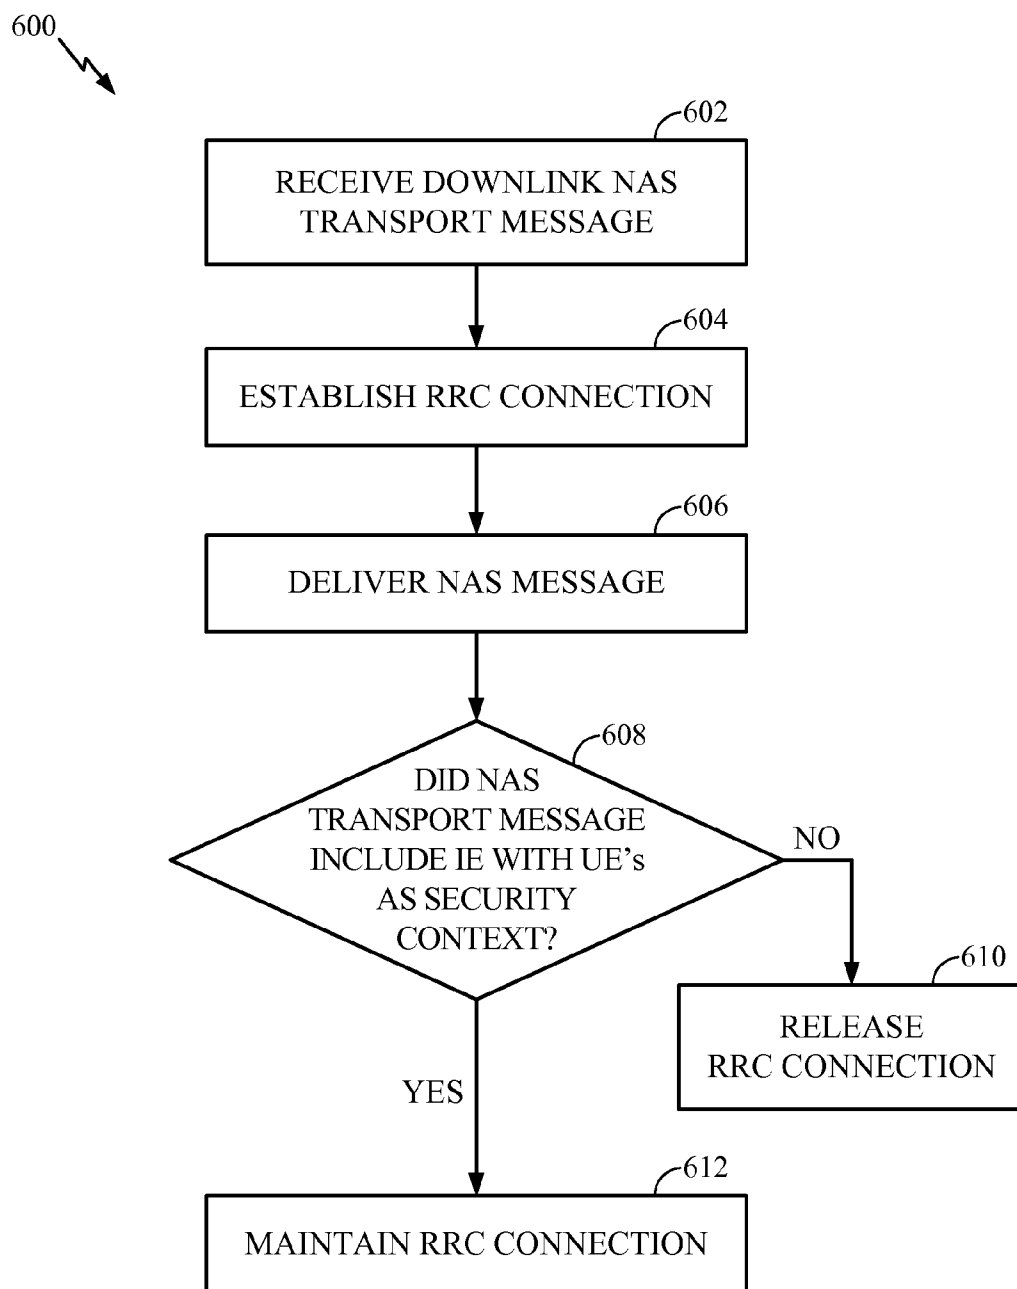 600
602
RECEIVE DOWNLINK NAS
TRANSPORT MESSAGE
604
ESTABLISH RRC CONNECTION
606
DELIVER NAS MESSAGE
608
DID NAS
TRANSPORT MESSAGE
INCLUDE IE WITH UE's
AS SECURITY
CONTEXT?
NO
610
RELEASE
RRC CONNECTION
YES
612
MAINTAIN RRC CONNECTION